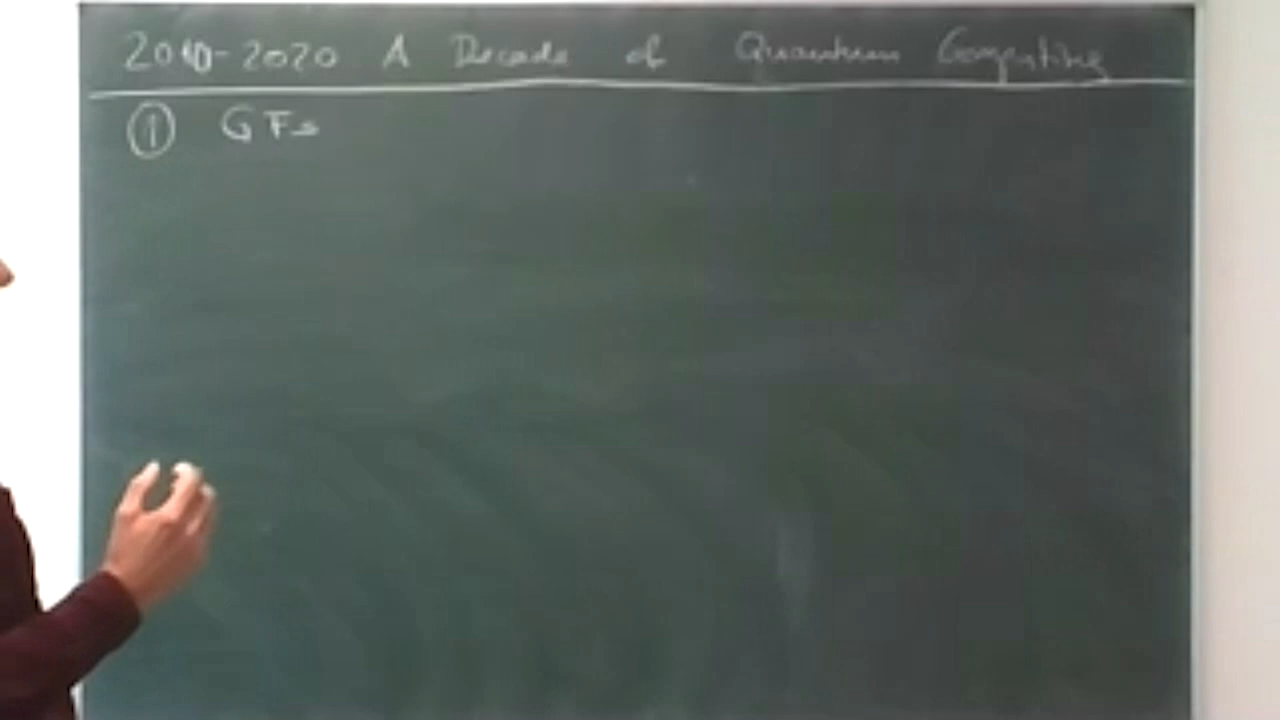 2010-2020 A Decade of Quantum Computing
① GFs